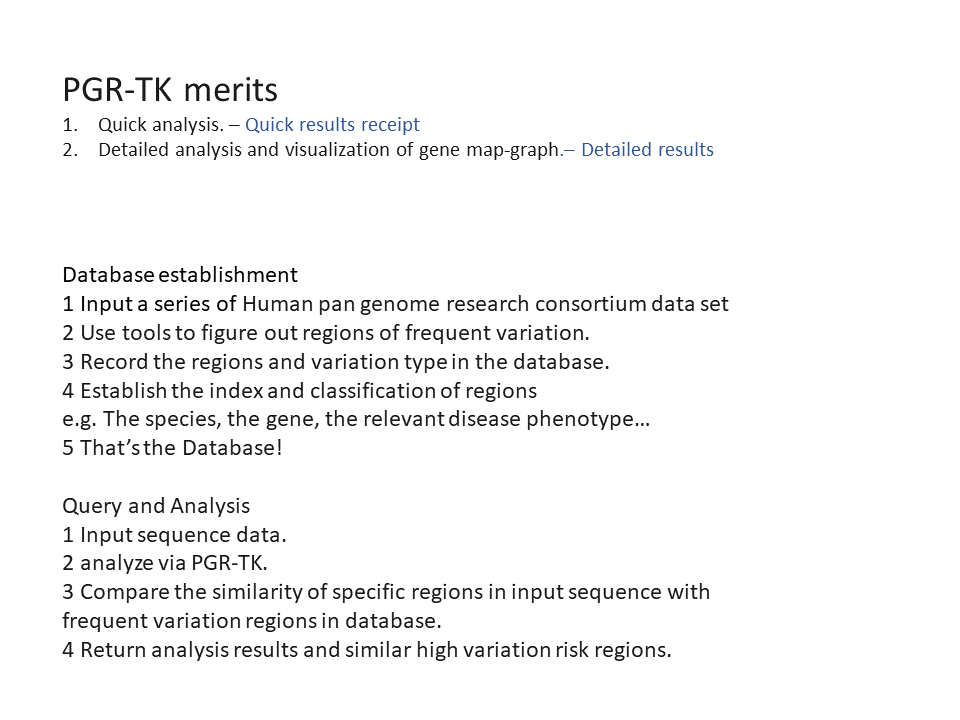 PGR-TK merits
1. Quick analysis. – Quick results receipt
2. Detailed analysis and visualization of gene map-graph.– Detailed results
Database establishment
1 Input a series of Human pan genome research consortium data set
2 Use tools to figure out regions of frequent variation.
3 Record the regions and variation type in the database.
4 Establish the index and classification of regions
e.g. The species, the gene, the relevant disease phenotype…
5 That’s the Database!
Query and Analysis
1 Input sequence data.
2 analyze via PGR-TK.
3 Compare the similarity of specific regions in input sequence with
frequent variation regions in database.
4 Return analysis results and similar high variation risk regions.